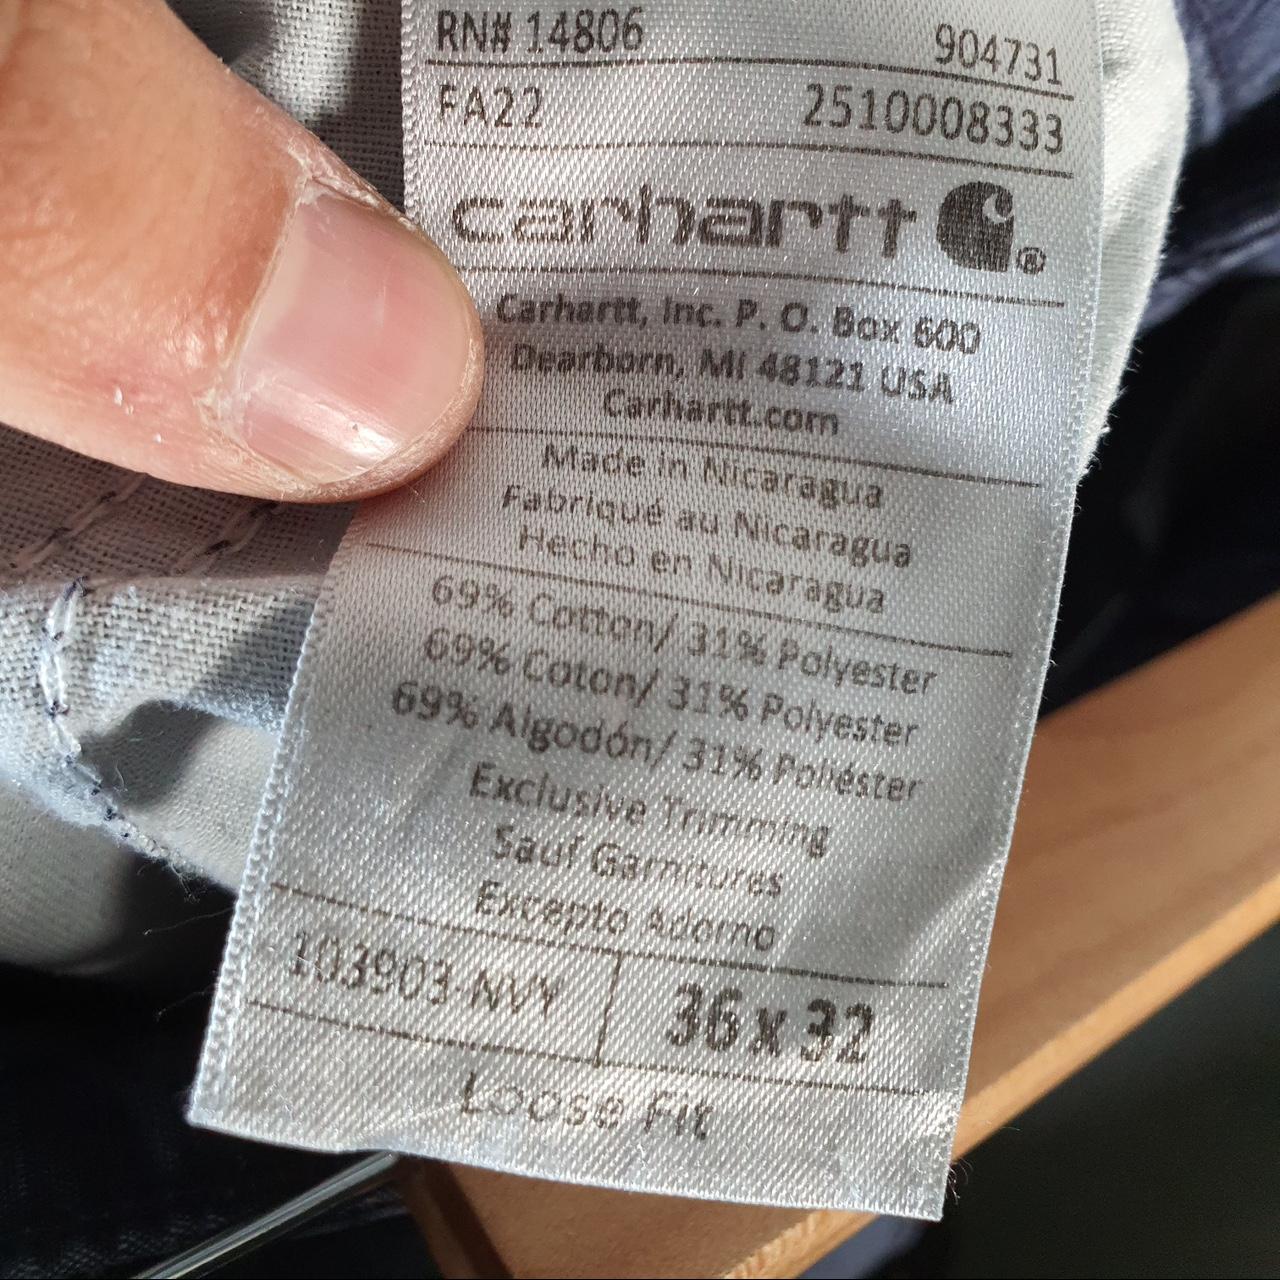 RN# 14806 904731
FA22 2510008333
carhartt ®
Carhartt, Inc. P. O. Box 600
Dearborn, MI 48121 USA
Carhartt.com
Made in Nicaragua
Fabriqué au Nicaragua
Hecho en Nicaragua
69% Cotton/ 31% Polyester
69% Coton/ 31% Polyester
69% Algodón/ 31% Poliéster
Exclusive Trimming
Sauf Garnitures
Excepto Adorno
103903-NVY 36 x 32
Loose Fit